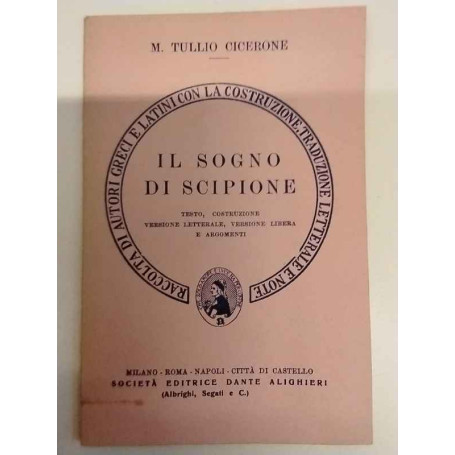 M. TULLIO CICERONE
RACCOLTA DI AUTORI GRECI E LATINI CON LA COSTRUZIONE, TRADUZIONE LETTERALE E NOTE
IL SOGNO
DI SCIPIONE
TESTO, COSTRUZIONE
VERSIONE LETTERALE, VERSIONE LIBERA
E ARGOMENTI
MILANO - ROMA - NAPOLI - CITTÀ DI CASTELLO
SOCIETÀ EDITRICE DANTE ALIGHIERI
(Albrighi, Segati e C.)